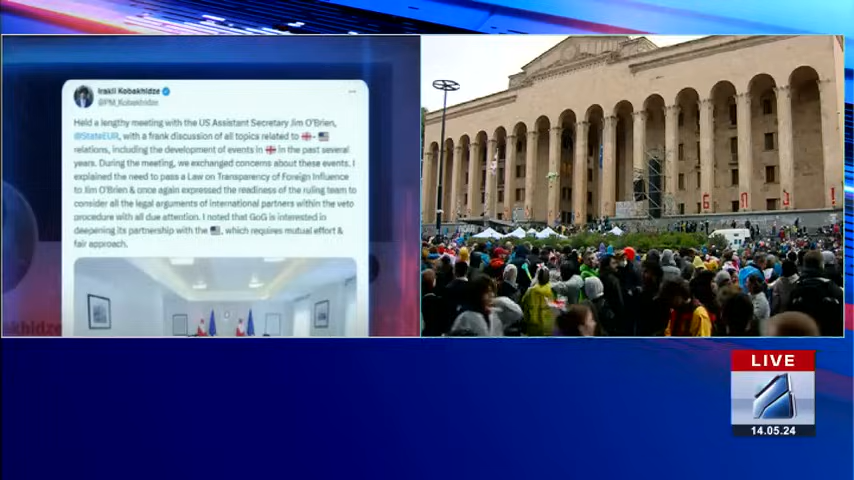 Irakli Kobakhidze
@PM_Kobakhidze
Held a lengthy meeting with the US Assistant Secretary Jim O'Brien,
@StateEUR, with a frank discussion of all topics related to 🇬🇪-🇺🇸
relations, including the development of events in 🇬🇪 in the past several
years. During the meeting, we exchanged concerns about these events. I
explained the need to pass a Law on Transparency of Foreign Influence
to Jim O'Brien & once again expressed the readiness of the ruling team to
consider all the legal arguments of international partners within the veto
procedure with all due attention. I noted that GoG is interested in
deepening its partnership with the 🇺🇸, which requires mutual effort &
fair approach.
akhidze
LIVE
14.05.24